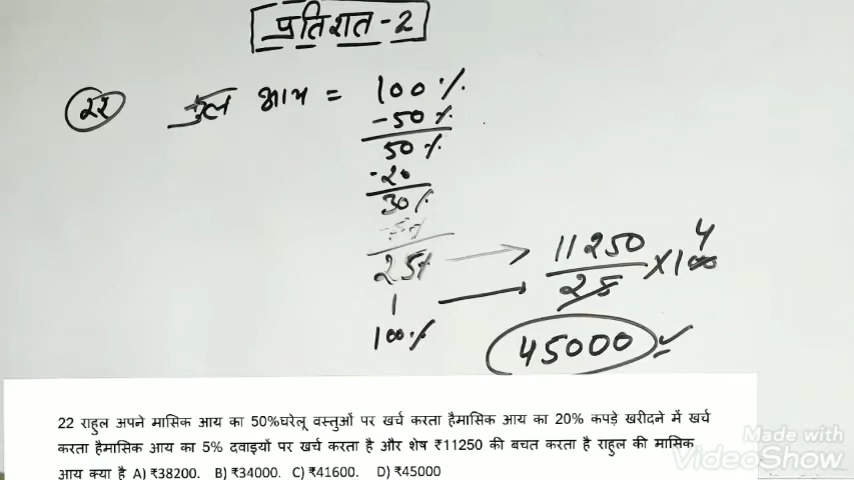 प्रतिशत-2
22 कुल आय = 100%
-50%
50%
-20
30%
-5%
25% → 11250/25 × 100 4
1
100%
45000 ✓
22 राहुल अपने मासिक आय का 50%घरेलू वस्तुओं पर खर्च करता हैमासिक आय का 20% कपड़े खरीदने में खर्च
करता हैमासिक आय का 5% दवाइयों पर खर्च करता है और शेष ₹11250 की बचत करता है राहुल की मासिक
आय क्या है A) ₹38200. B) ₹34000. C) ₹41600. D) ₹45000
Made with
VideoShow